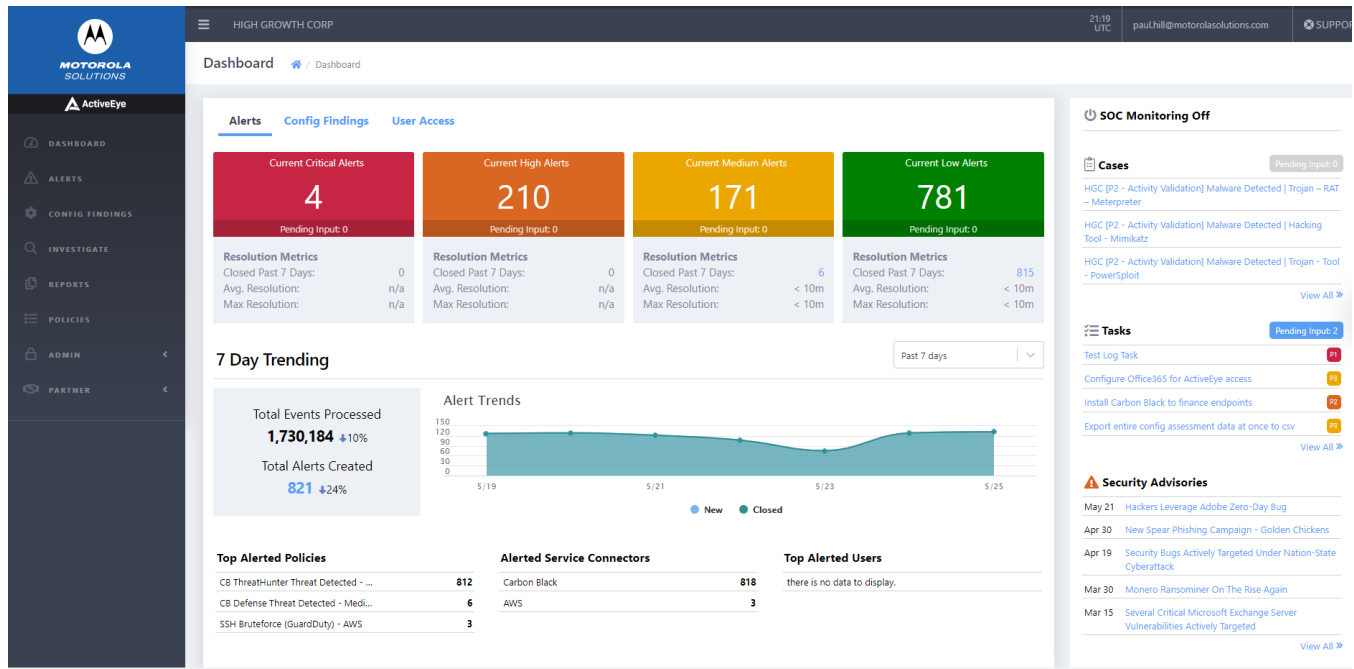 MOTOROLA
SOLUTIONS
ActiveEye
DASHBOARD
ALERTS
CONFIG FINDINGS
INVESTIGATE
REPORTS
POLICIES
ADMIN
PARTNER
HIGH GROWTH CORP
21:19
UTC
paul.hill@motorolasolutions.com
SUPPOR
Dashboard / Dashboard
Alerts Config Findings User Access
Current Critical Alerts
4
Pending Input: 0
Resolution Metrics
Closed Past 7 Days: 0
Avg. Resolution: n/a
Max Resolution: n/a
Current High Alerts
210
Pending Input: 0
Resolution Metrics
Closed Past 7 Days: 0
Avg. Resolution: n/a
Max Resolution: n/a
Current Medium Alerts
171
Pending Input: 0
Resolution Metrics
Closed Past 7 Days: 6
Avg. Resolution: < 10m
Max Resolution: < 10m
Current Low Alerts
781
Pending Input: 0
Resolution Metrics
Closed Past 7 Days: 815
Avg. Resolution: < 10m
Max Resolution: < 10m
7 Day Trending
Past 7 days
Total Events Processed
1,730,184 10%
Total Alerts Created
821 24%
Alert Trends
150
120
90
60
30
0
5/19 5/21 5/23 5/25
New Closed
Top Alerted Policies
CB ThreatHunter Threat Detected - ... 812
CB Defense Threat Detected - Medi... 6
SSH Bruteforce (GuardDuty) - AWS 3
Alerted Service Connectors
Carbon Black 818
AWS 3
Top Alerted Users
there is no data to display.
SOC Monitoring Off
Cases Pending Input: 0
HGC [P2 - Activity Validation] Malware Detected | Trojan – RAT
– Meterpreter
HGC [P2 - Activity Validation] Malware Detected | Hacking
Tool - Mimikatz
HGC [P2 - Activity Validation] Malware Detected | Trojan - Tool
- PowerSploit
View All »
Tasks Pending Input: 2
Test Log Task P1
Configure Office365 for ActiveEye access P3
Install Carbon Black to finance endpoints P2
Export entire config assessment data at once to csv P3
View All »
Security Advisories
May 21 Hackers Leverage Adobe Zero-Day Bug
Apr 30 New Spear Phishing Campaign - Golden Chickens
Apr 19 Security Bugs Actively Targeted Under Nation-State
Cyberattack
Mar 30 Monero Ransominer On The Rise Again
Mar 15 Several Critical Microsoft Exchange Server
Vulnerabilities Actively Targeted
View All »